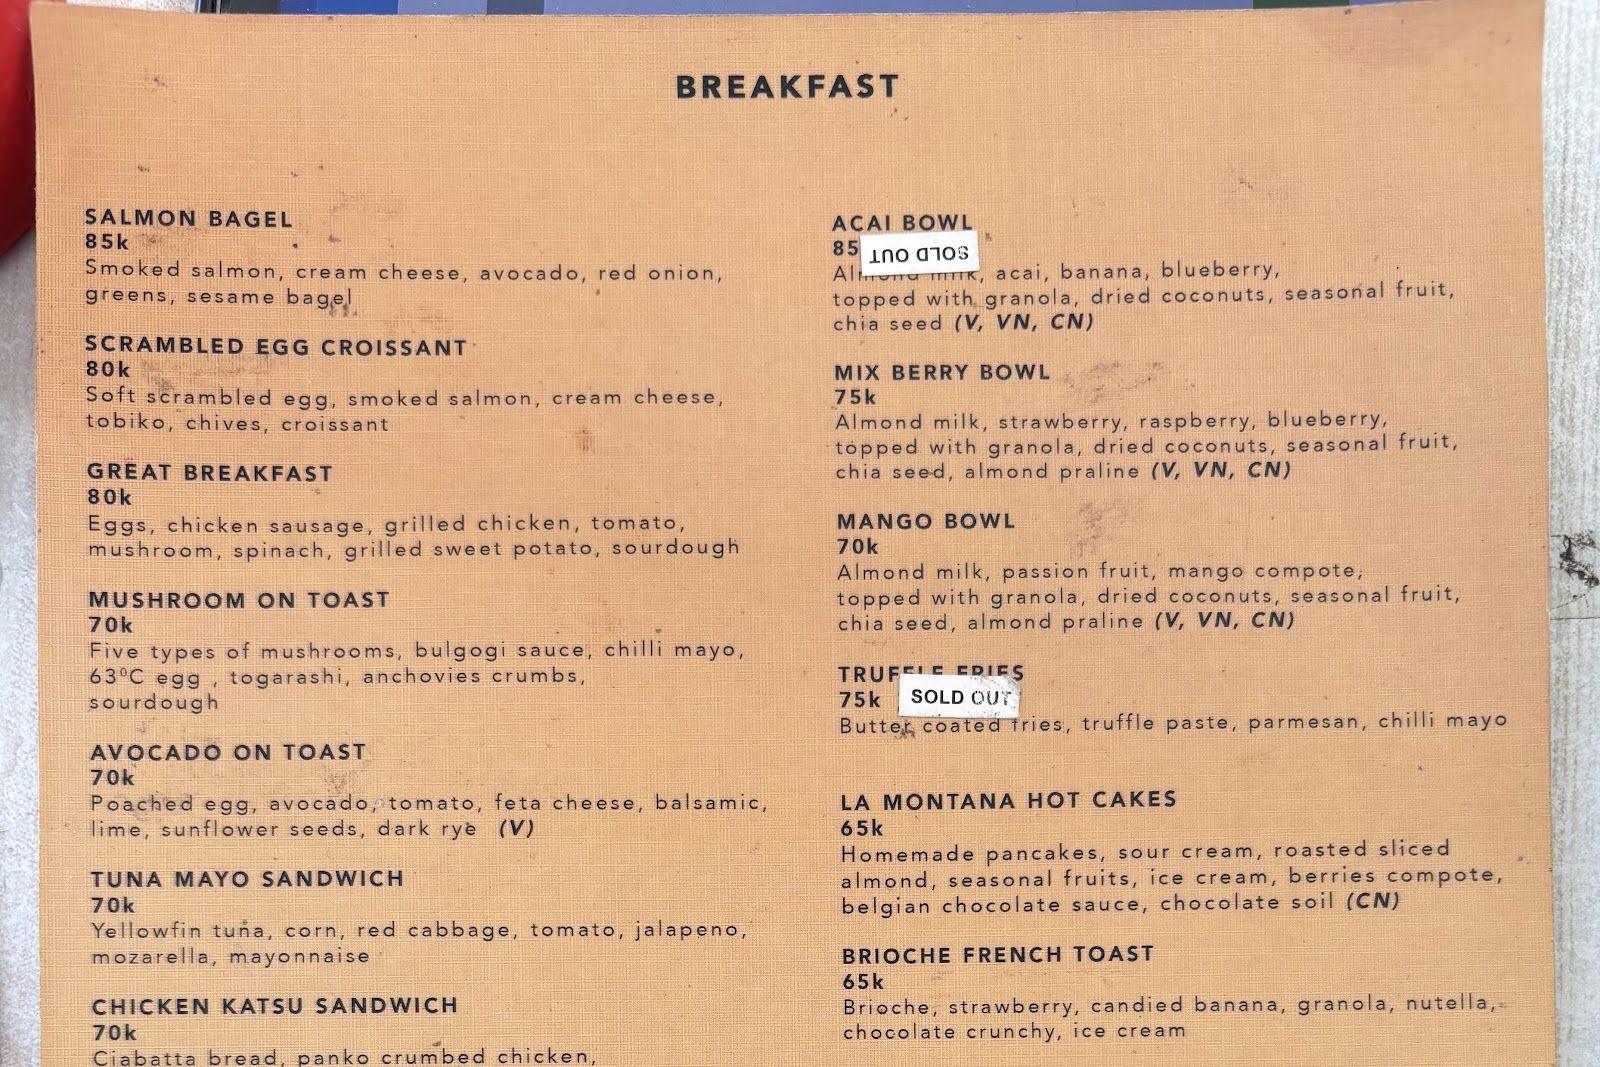 BREAKFAST
SALMON BAGEL
85k
Smoked salmon, cream cheese, avocado, red onion,
greens, sesame bagel
SCRAMBLED EGG CROISSANT
80k
Soft scrambled egg, smoked salmon, cream cheese,
tobiko, chives, croissant
GREAT BREAKFAST
80k
Eggs, chicken sausage, grilled chicken, tomato,
mushroom, spinach, grilled sweet potato, sourdough
MUSHROOM ON TOAST
70k
Five types of mushrooms, bulgogi sauce, chilli mayo,
63°C egg , togarashi, anchovies crumbs,
sourdough
AVOCADO ON TOAST
70k
Poached egg, avocado, tomato, feta cheese, balsamic,
lime, sunflower seeds, dark rye (V)
TUNA MAYO SANDWICH
70k
Yellowfin tuna, corn, red cabbage, tomato, jalapeno,
mozarella, mayonnaise
CHICKEN KATSU SANDWICH
70k
Ciabatta bread, panko crumbed chicken,
ACAI BOWL
85
SOLD OUT
Almond milk, acai, banana, blueberry,
topped with granola, dried coconuts, seasonal fruit,
chia seed (V, VN, CN)
MIX BERRY BOWL
75k
Almond milk, strawberry, raspberry, blueberry,
topped with granola, dried coconuts, seasonal fruit,
chia seed, almond praline (V, VN, CN)
MANGO BOWL
70k
Almond milk, passion fruit, mango compote,
topped with granola, dried coconuts, seasonal fruit,
chia seed, almond praline (V, VN, CN)
TRUFFLE FRIES
75k
SOLD OUT
Butter coated fries, truffle paste, parmesan, chilli mayo
LA MONTANA HOT CAKES
65k
Homemade pancakes, sour cream, roasted sliced
almond, seasonal fruits, ice cream, berries compote,
belgian chocolate sauce, chocolate soil (CN)
BRIOCHE FRENCH TOAST
65k
Brioche, strawberry, candied banana, granola, nutella,
chocolate crunchy, ice cream